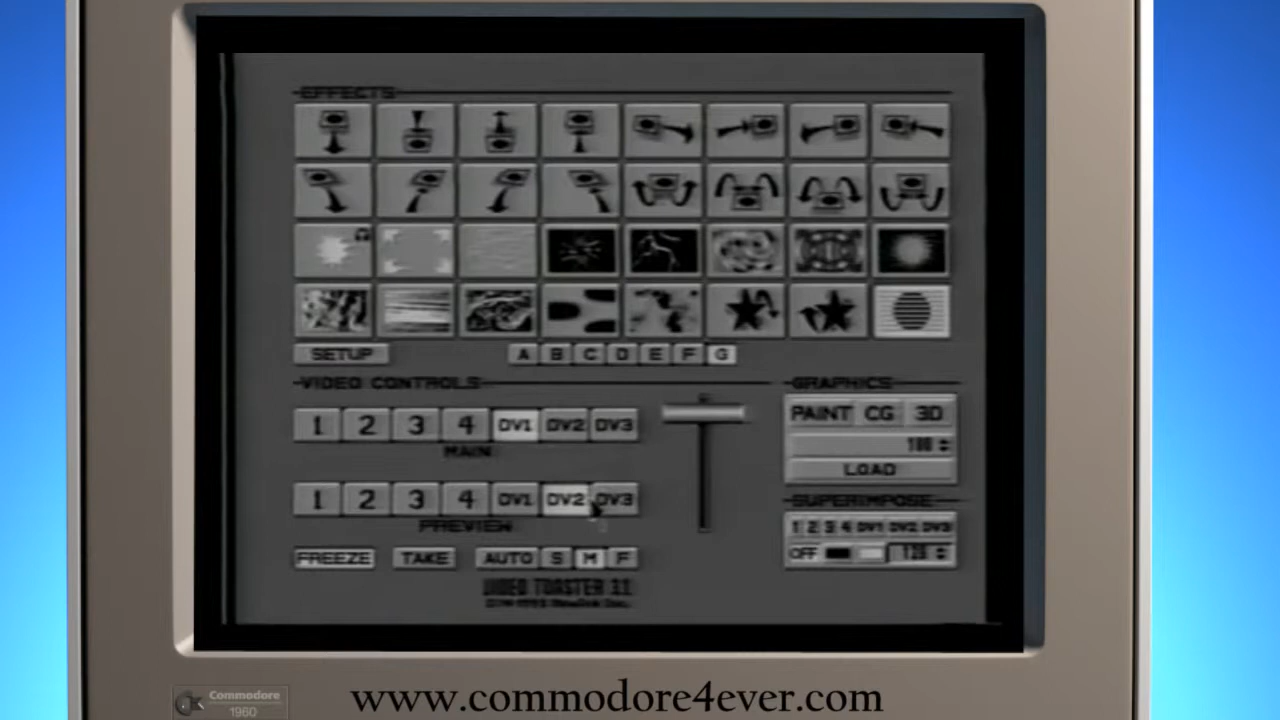 EFFECTS
SETUP A B C D E F G
VIDEO CONTROLS
GRAPHICS
1 2 3 4 DV1 DV2 DV3
MAIN
PAINT CG 3D
LOAD
1 2 3 4 DV1 DV2 DV3
PREVIEW
SUPERIMPOSE
1 2 3 4 DV1 DV2 DV3
OFF
FREEZE TAKE AUTO S M F
VIDEO TOASTER
Commodore
1960
www.commodore4ever.com